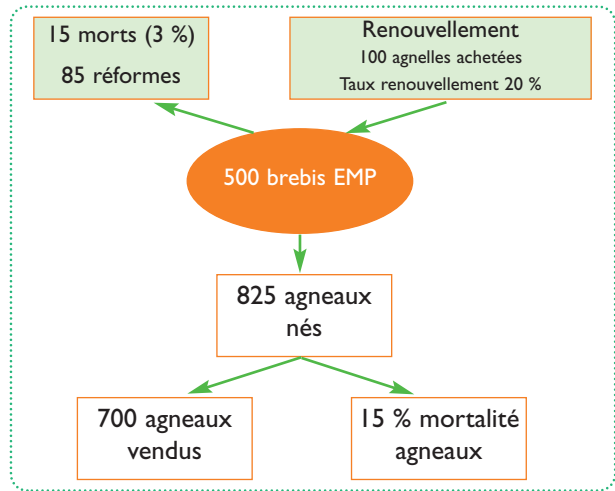 15 morts (3 %)
85 réformes
Renouvellement
100 agnelles achetées
Taux renouvellement 20 %
500 brebis EMP
825 agneaux
nés
700 agneaux
vendus
15 % mortalité
agneaux